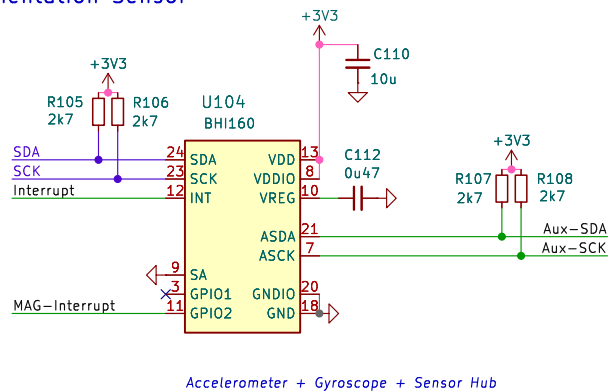 entation Sensor
+3V3
C110
10u
+3V3
R105
2k7
R106
2k7
U104
BHI160
SDA
24
SDA
VDD
13
C112
0u47
+3V3
SCK
23
SCK
VDDIO
8
R107
2k7
R108
2k7
Interrupt
12
INT
VREG
10
ASDA
21
Aux-SDA
ASCK
7
Aux-SCK
9
SA
3
GPIO1
GNDIO
20
MAG-Interrupt
11
GPIO2
GND
18
Accelerometer + Gyroscope + Sensor Hub